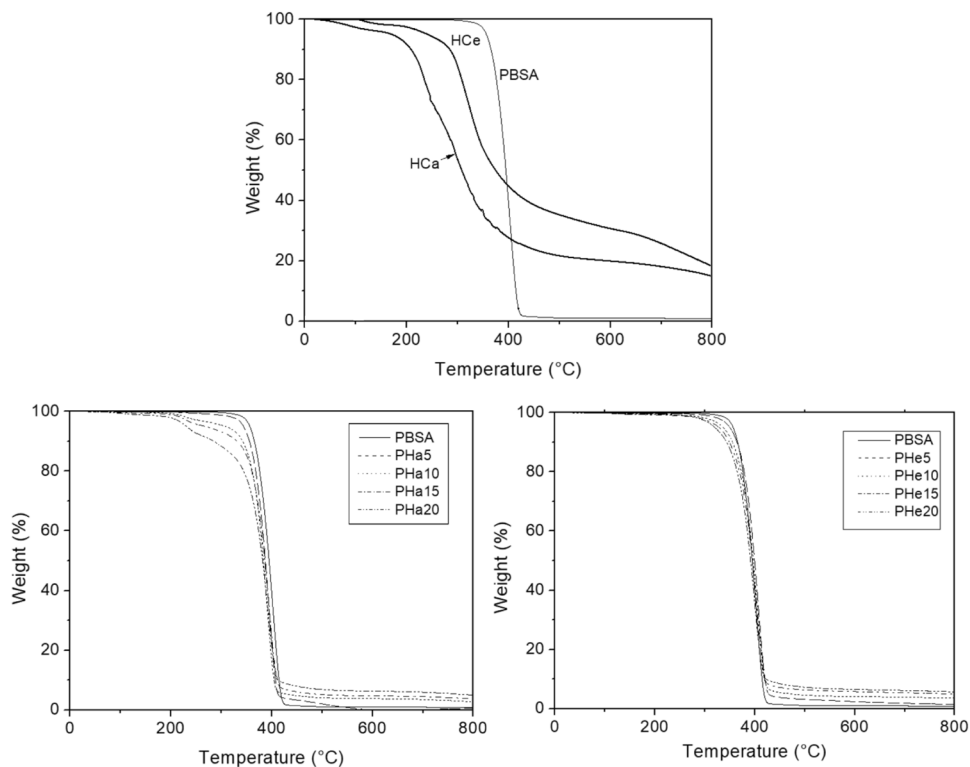 100
80
60
40
20
0
Weight (%)
HCe
PBSA
HCa
0 200 400 600 800
Temperature (°C)
100
80
60
40
20
0
Weight (%)
PBSA
PHa5
PHa10
PHa15
PHa20
0 200 400 600 800
Temperature (°C)
100
80
60
40
20
0
Weight (%)
PBSA
PHe5
PHe10
PHe15
PHe20
0 200 400 600 800
Temperature (°C)